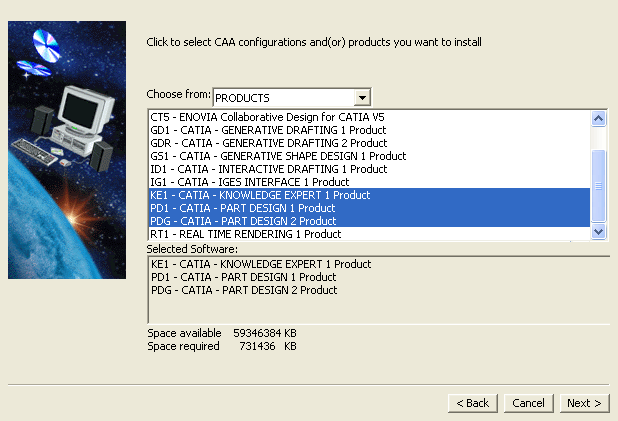 Click to select CAA configurations and(or) products you want to install
Choose from: PRODUCTS
CT5 - ENOVIA Collaborative Design for CATIA V5
GD1 - CATIA - GENERATIVE DRAFTING 1 Product
GDR - CATIA - GENERATIVE DRAFTING 2 Product
GS1 - CATIA - GENERATIVE SHAPE DESIGN 1 Product
ID1 - CATIA - INTERACTIVE DRAFTING 1 Product
IG1 - CATIA - IGES INTERFACE 1 Product
KE1 - CATIA - KNOWLEDGE EXPERT 1 Product
PD1 - CATIA - PART DESIGN 1 Product
PDG - CATIA - PART DESIGN 2 Product
RT1 - REAL TIME RENDERING 1 Product
Selected Software:
KE1 - CATIA - KNOWLEDGE EXPERT 1 Product
PD1 - CATIA - PART DESIGN 1 Product
PDG - CATIA - PART DESIGN 2 Product
Space available 59346384 KB
Space required 731436 KB
< Back Cancel Next >